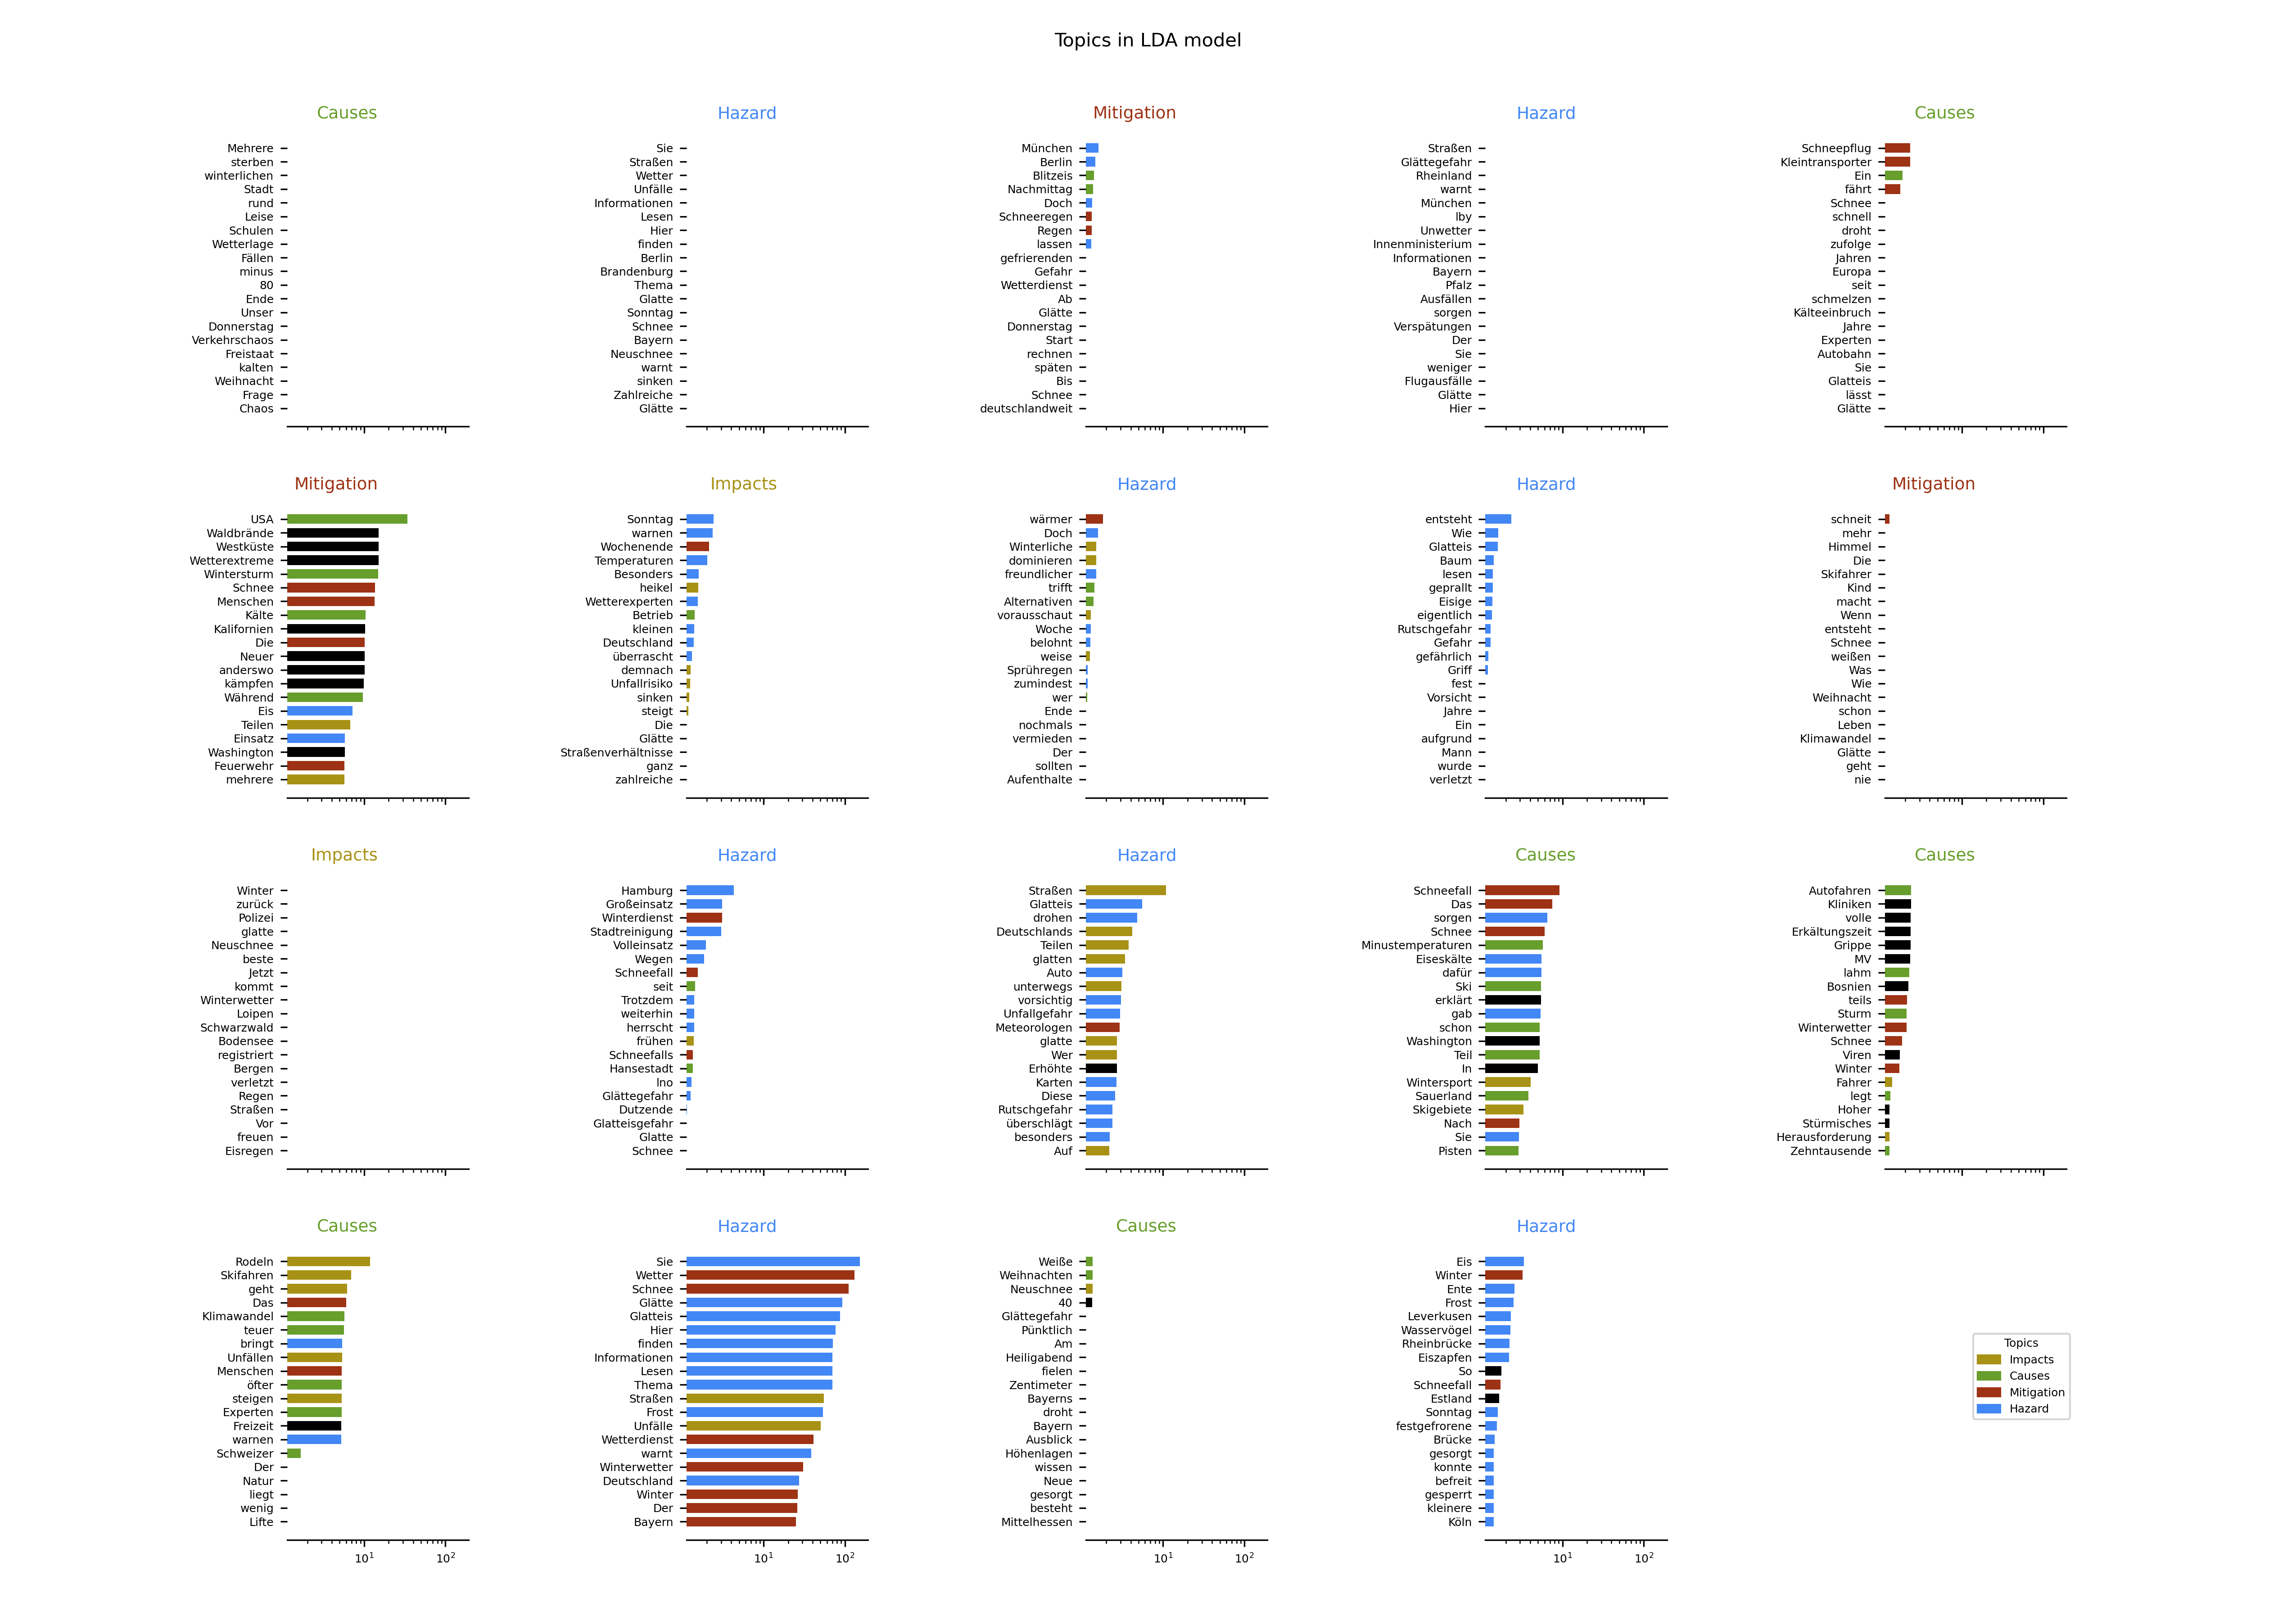 Topics in LDA model
Causes
Mehrere
sterben
winterlichen
Stadt
rund
Leise
Schulen
Wetterlage
Fällen
minus
80
Ende
Unser
Donnerstag
Verkehrschaos
Freistaat
kalten
Weihnacht
Frage
Chaos
Hazard
Sie
Straßen
Wetter
Unfälle
Informationen
Lesen
Hier
finden
Berlin
Brandenburg
Thema
Glatte
Sonntag
Schnee
Bayern
Neuschnee
warnt
sinken
Zahlreiche
Glätte
Mitigation
München
Berlin
Blitzeis
Nachmittag
Doch
Schneeregen
Regen
lassen
gefrierenden
Gefahr
Wetterdienst
Ab
Glätte
Donnerstag
Start
rechnen
späten
Bis
Schnee
deutschlandweit
Hazard
Straßen
Glättegefahr
Rheinland
warnt
München
lby
Unwetter
Innenministerium
Informationen
Bayern
Pfalz
Ausfällen
sorgen
Verspätungen
Der
Sie
weniger
Flugausfälle
Glätte
Hier
Causes
Schneepflug
Kleintransporter
Ein
fährt
Schnee
schnell
droht
zufolge
Jahren
Europa
seit
schmelzen
Kälteeinbruch
Jahre
Experten
Autobahn
Sie
Glatteis
lässt
Glätte
Mitigation
USA
Waldbrände
Westküste
Wetterextreme
Wintersturm
Schnee
Menschen
Kälte
Kalifornien
Die
Neuer
anderswo
kämpfen
Während
Eis
Teilen
Einsatz
Washington
Feuerwehr
mehrere
Impacts
Sonntag
warnen
Wochenende
Temperaturen
Besonders
heikel
Wetterexperten
Betrieb
kleinen
Deutschland
überrascht
demnach
Unfallrisiko
sinken
steigt
Die
Glätte
Straßenverhältnisse
ganz
zahlreiche
Hazard
wärmer
Doch
Winterliche
dominieren
freundlicher
trifft
Alternativen
vorausschaut
Woche
belohnt
weise
Sprühregen
zumindest
wer
Ende
nochmals
vermieden
Der
sollten
Aufenthalte
Hazard
entsteht
Wie
Glatteis
Baum
lesen
geprallt
Eisige
eigentlich
Rutschgefahr
Gefahr
gefährlich
Griff
fest
Vorsicht
Jahre
Ein
aufgrund
Mann
wurde
verletzt
Mitigation
schneit
mehr
Himmel
Die
Skifahrer
Kind
macht
Wenn
entsteht
Schnee
weißen
Was
Wie
Weihnacht
schon
Leben
Klimawandel
Glätte
geht
nie
Impacts
Winter
zurück
Polizei
glatte
Neuschnee
beste
Jetzt
kommt
Winterwetter
Loipen
Schwarzwald
Bodensee
registriert
Bergen
verletzt
Regen
Straßen
Vor
freuen
Eisregen
Hazard
Hamburg
Großeinsatz
Winterdienst
Stadtreinigung
Volleinsatz
Wegen
Schneefall
seit
Trotzdem
weiterhin
herrscht
frühen
Schneefalls
Hansestadt
lno
Glättegefahr
Dutzende
Glatteisgefahr
Glatte
Schnee
Hazard
Straßen
Glatteis
drohen
Deutschlands
Teilen
glatten
Auto
unterwegs
vorsichtig
Unfallgefahr
Meteorologen
glatte
Wer
Erhöhte
Karten
Diese
Rutschgefahr
überschlägt
besonders
Auf
Causes
Schneefall
Das
sorgen
Schnee
Minustemperaturen
Eiseskälte
dafür
Ski
erklärt
gab
schon
Washington
Teil
In
Wintersport
Sauerland
Skigebiete
Nach
Sie
Pisten
Causes
Autofahren
Kliniken
volle
Erkältungszeit
Grippe
MV
lahm
Bosnien
teils
Sturm
Winterwetter
Schnee
Viren
Winter
Fahrer
legt
Hoher
Stürmisches
Herausforderung
Zehntausende
Causes
Rodeln
Skifahren
geht
Das
Klimawandel
teuer
bringt
Unfällen
Menschen
öfter
steigen
Experten
Freizeit
warnen
Schweizer
Der
Natur
liegt
wenig
Lifte
10¹ 10²
Hazard
Sie
Wetter
Schnee
Glätte
Glatteis
Hier
finden
Informationen
Lesen
Thema
Straßen
Frost
Unfälle
Wetterdienst
warnt
Winterwetter
Deutschland
Winter
Der
Bayern
10¹ 10²
Causes
Weiße
Weihnachten
Neuschnee
40
Glättegefahr
Pünktlich
Am
Heiligabend
fielen
Zentimeter
Bayerns
droht
Bayern
Ausblick
Höhenlagen
wissen
Neue
gesorgt
besteht
Mittelhessen
10¹ 10²
Hazard
Eis
Winter
Ente
Frost
Leverkusen
Wasservögel
Rheinbrücke
Eiszapfen
So
Schneefall
Estland
Sonntag
festgefrorene
Brücke
gesorgt
konnte
befreit
gesperrt
kleinere
Köln
10¹ 10²
Topics
Impacts
Causes
Mitigation
Hazard